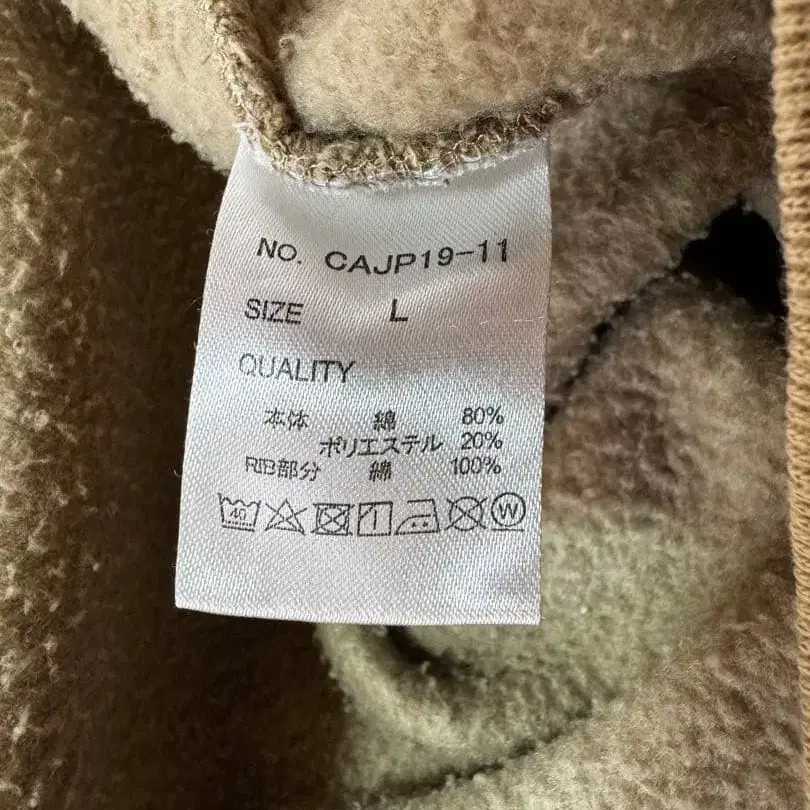 NO. CAJP19-11
SIZE L
QUALITY
本体 綿 80%
ポリエステル 20%
RIB部分 綿 100%
40 W